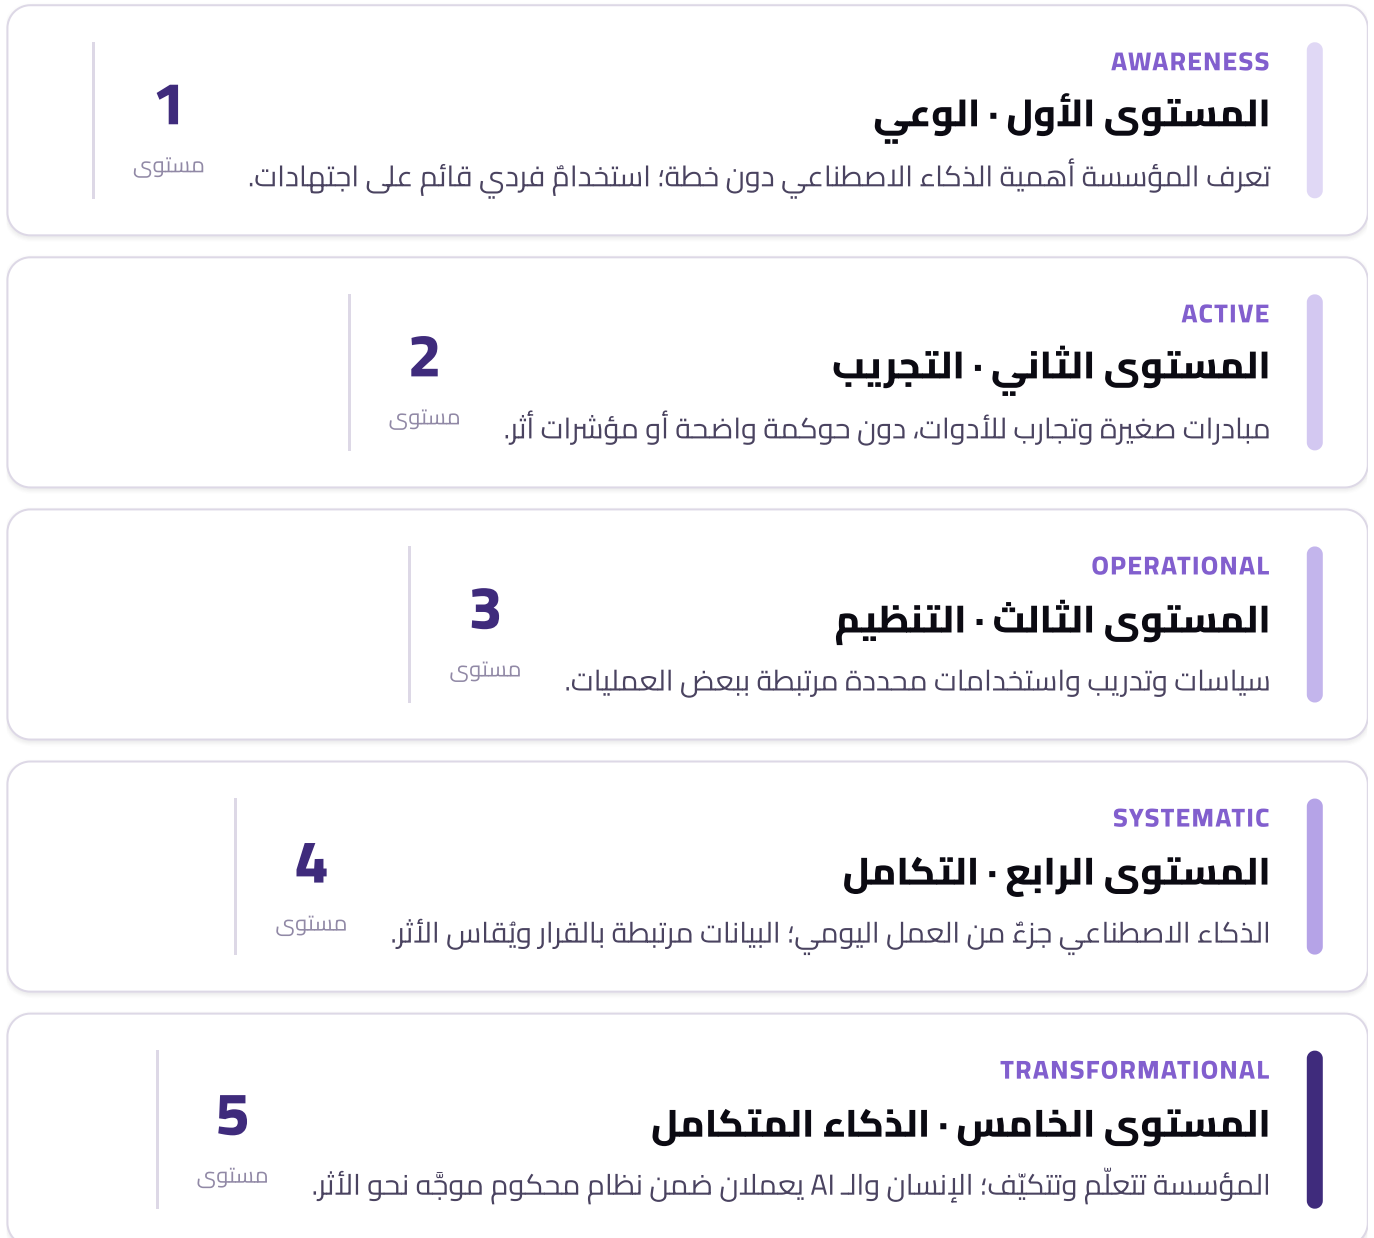 AWARENESS
المستوى الأول · الوعي
تعرف المؤسسة أهمية الذكاء الاصطناعي دون خطة؛ استخدامٌ فردي قائم على اجتهادات.
1
مستوى
ACTIVE
المستوى الثاني · التجريب
مبادرات صغيرة وتجارب للأدوات، دون حوكمة واضحة أو مؤشرات أثر.
2
مستوى
OPERATIONAL
المستوى الثالث · التنظيم
سياسات وتدريب واستخدامات محددة مرتبطة ببعض العمليات.
3
مستوى
SYSTEMATIC
المستوى الرابع · التكامل
الذكاء الاصطناعي جزءٌ من العمل اليومي؛ البيانات مرتبطة بالقرار ويُقاس الأثر.
4
مستوى
TRANSFORMATIONAL
المستوى الخامس · الذكاء المتكامل
المؤسسة تتعلّم وتتكيّف؛ الإنسان والـ AI يعملان ضمن نظام محكوم موجَّه نحو الأثر.
5
مستوى